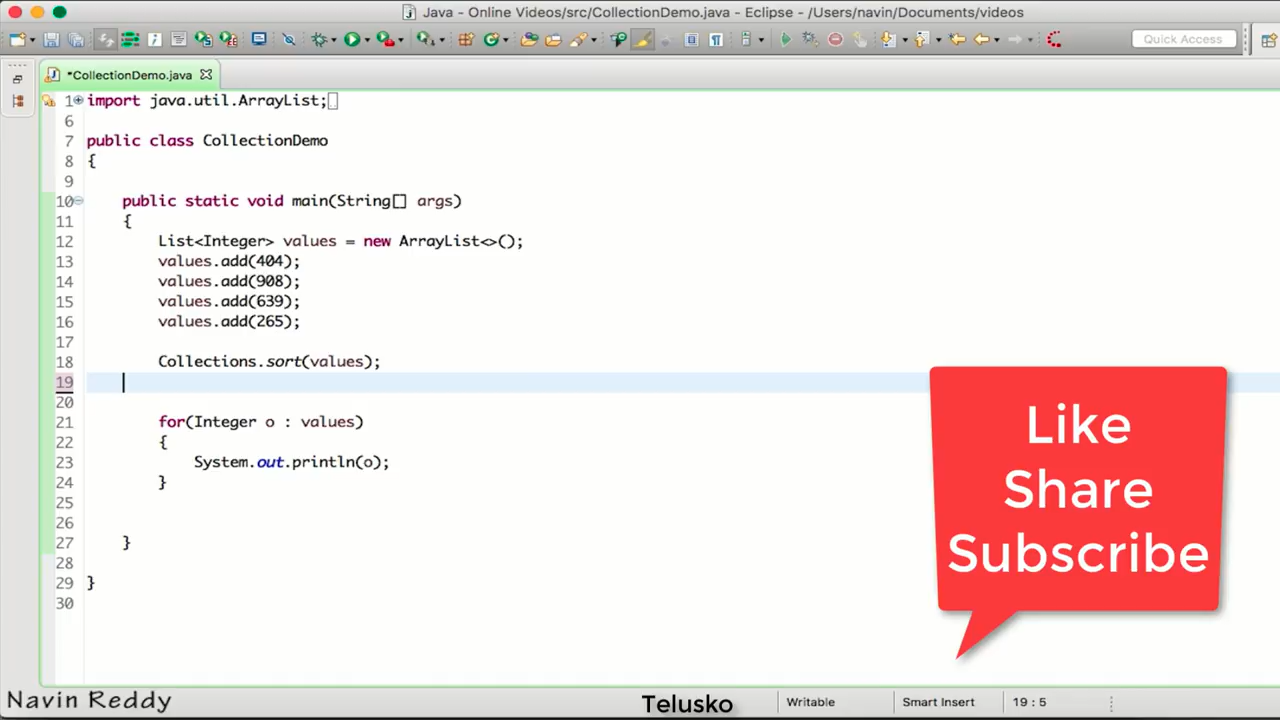 Java - Online Videos/src/CollectionDemo.java - Eclipse - /Users/navin/Documents/videos
Quick Access
*CollectionDemo.java
1 import java.util.ArrayList;
6
7 public class CollectionDemo
8 {
9
10 public static void main(String[] args)
11 {
12 List<Integer> values = new ArrayList<>();
13 values.add(404);
14 values.add(908);
15 values.add(639);
16 values.add(265);
17
18 Collections.sort(values);
19
20
21 for(Integer o : values)
22 {
23 System.out.println(o);
24 }
25
26
27 }
28
29 }
30
Like
Share
Subscribe
Navin Reddy
Telusko
Writable
Smart Insert
19 : 5